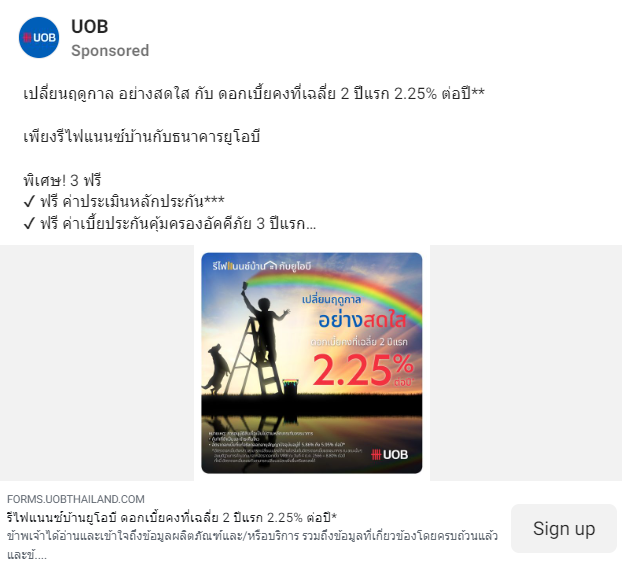 UOB
UOB
Sponsored
เปลี่ยนฤดูกาล อย่างสดใส กับ ดอกเบี้ยคงที่เฉลี่ย 2 ปีแรก 2.25% ต่อปี**
เพียงรีไฟแนนซ์บ้านกับธนาคารยูโอบี
พิเศษ! 3 ฟรี
✓ ฟรี ค่าประเมินหลักประกัน***
✓ ฟรี ค่าเบี้ยประกันคุ้มครองอัคคีภัย 3 ปีแรก...
รีไฟแนนซ์บ้าน กับยูโอบี
เปลี่ยนฤดูกาล
อย่างสดใส
ดอกเบี้ยคงที่เฉลี่ย 2 ปีแรก
2.25%
ต่อปี
UOB
FORMS.UOBTHAILAND.COM
รีไฟแนนซ์บ้านยูโอบี ดอกเบี้ยคงที่เฉลี่ย 2 ปีแรก 2.25% ต่อปี*
ข้าพเจ้าได้อ่านและเข้าใจถึงข้อมูลผลิตภัณฑ์และ/หรือบริการ รวมถึงข้อมูลที่เกี่ยวข้องโดยครบถ้วนแล้ว
และข้....
Sign up